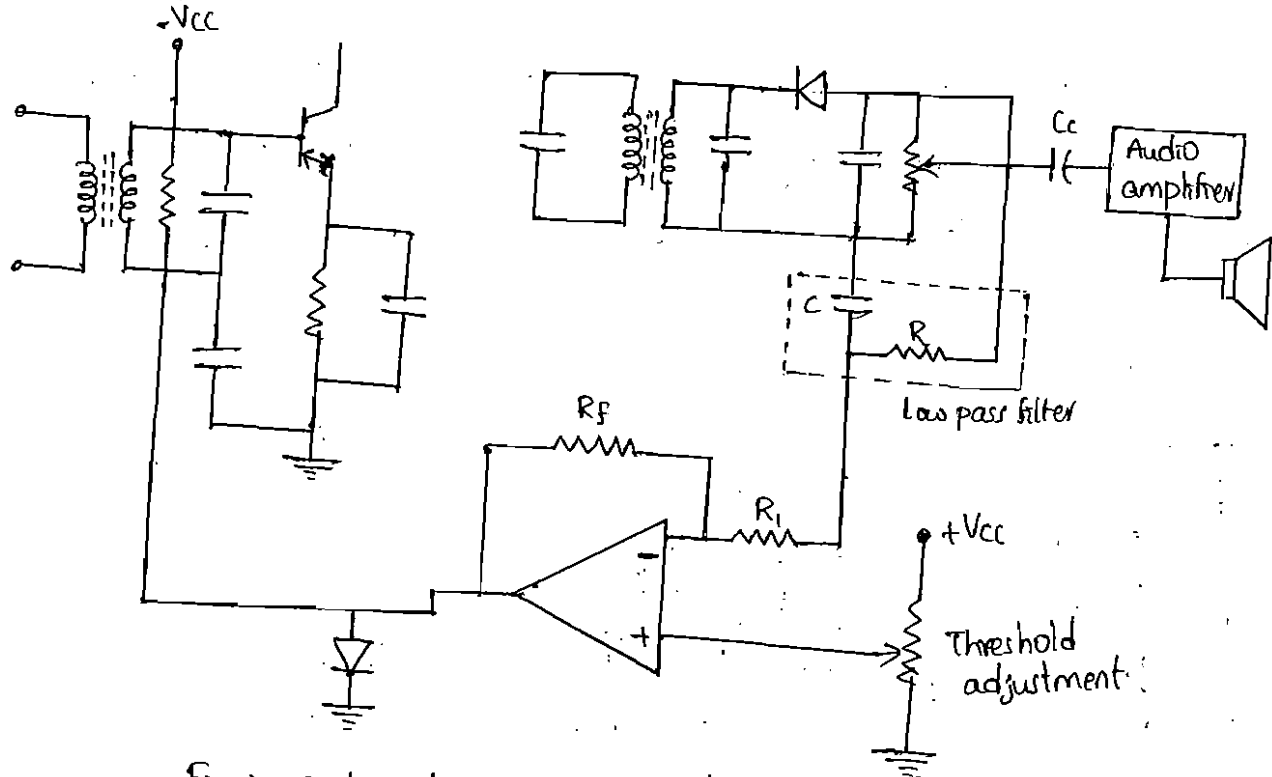 -Vcc
Cc
Audio
amplifier
C
R
Low pass filter
Rf
R1
+Vcc
-
+
Threshold
adjustment.